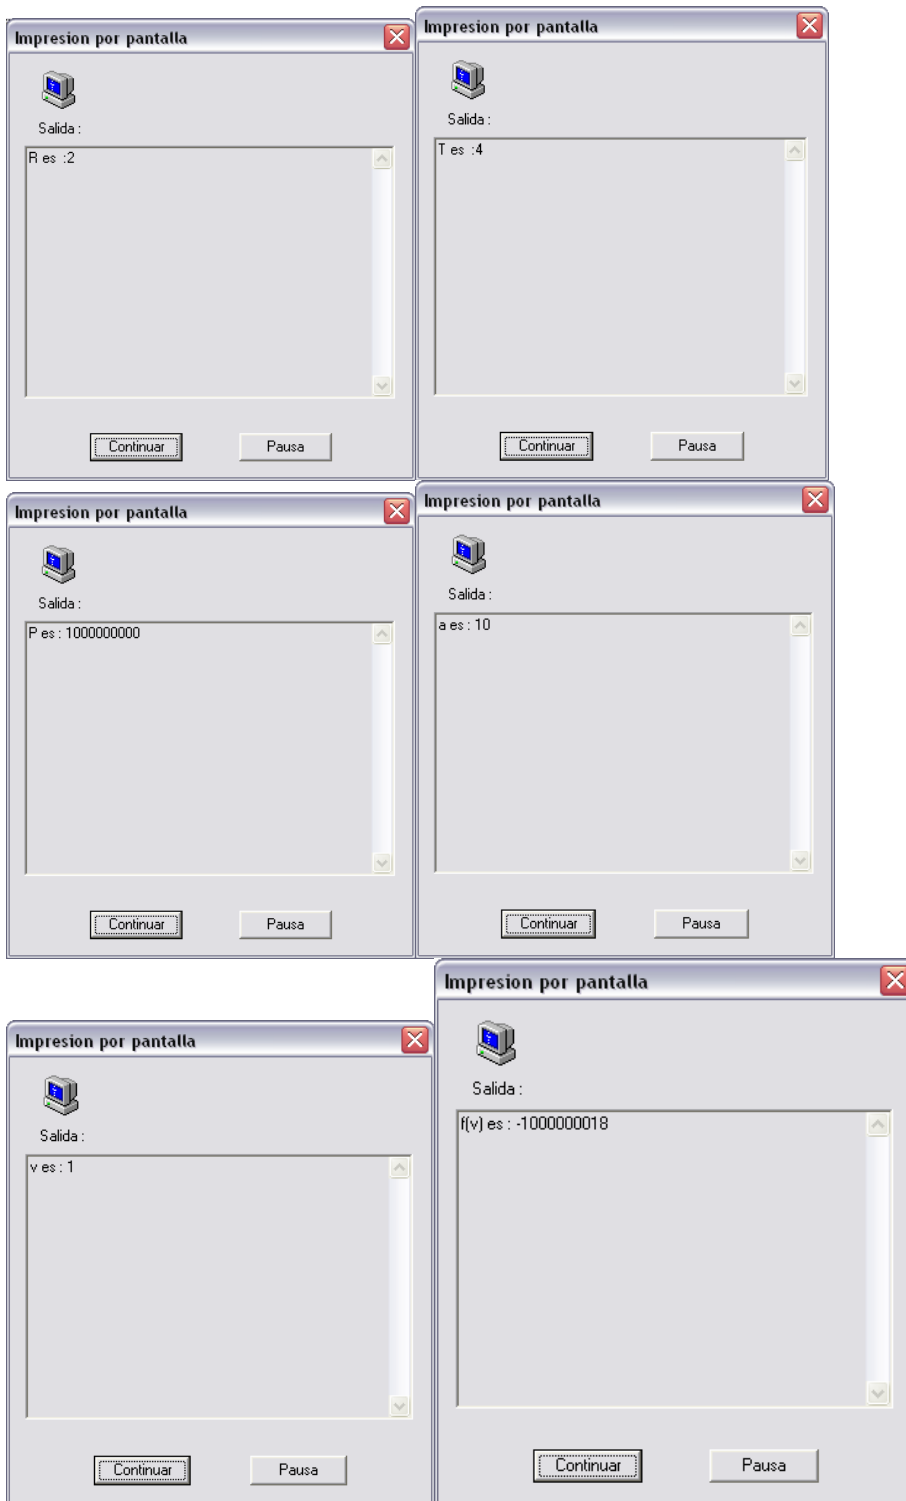 Impresion por pantalla
Salida :
R es :2
Continuar
Pausa
Impresion por pantalla
Salida :
T es :4
Continuar
Pausa
Impresion por pantalla
Salida :
P es : 1000000000
Continuar
Pausa
Impresion por pantalla
Salida :
a es : 10
Continuar
Pausa
Impresion por pantalla
Salida :
v es : 1
Continuar
Pausa
Impresion por pantalla
Salida :
f(v) es : -1000000018
Continuar
Pausa